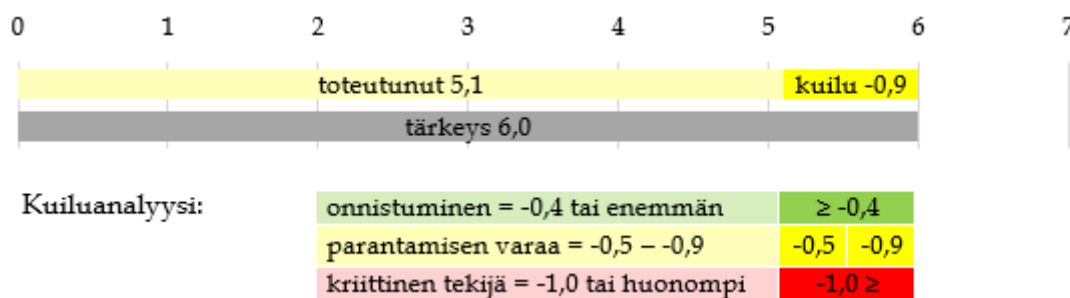 0 1 2 3 4 5 6 7
toteutunut 5,1 kuilu -0,9
tärkeys 6,0
Kuiluanalyysi: onnistuminen = -0,4 tai enemmän ≥ -0,4
parantamisen varaa = -0,5 – -0,9 -0,5 -0,9
kriittinen tekijä = -1,0 tai huonompi -1,0 ≥